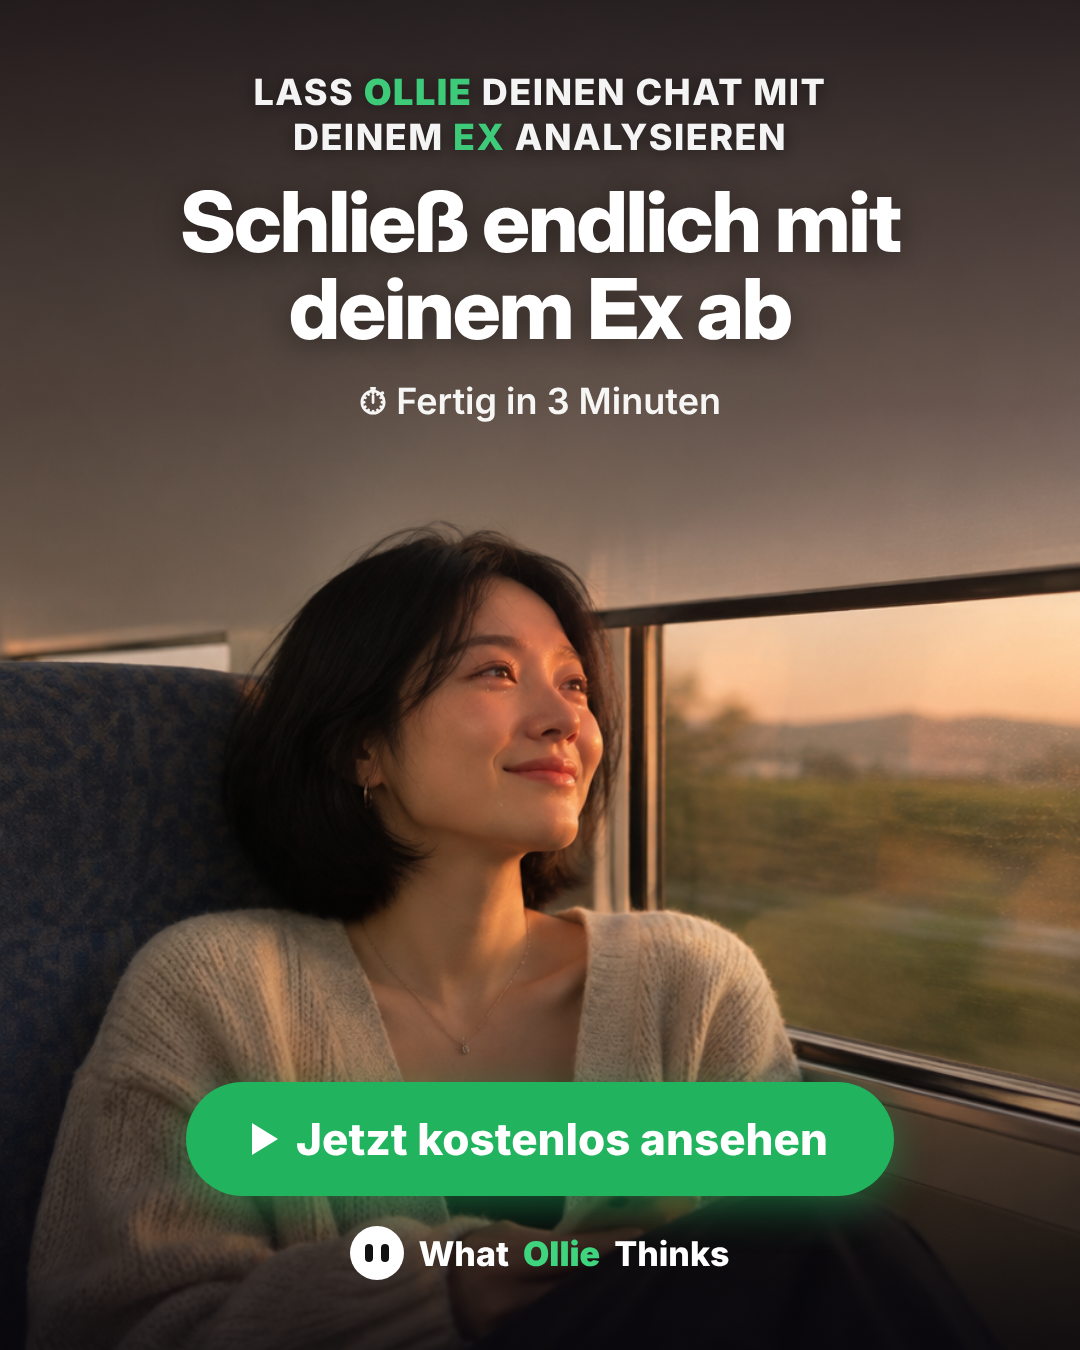 LASS OLLIE DEINEN CHAT MIT
DEINEM EX ANALYSIEREN
Schließ endlich mit
deinem Ex ab
⏱ Fertig in 3 Minuten
▶ Jetzt kostenlos ansehen
What Ollie Thinks